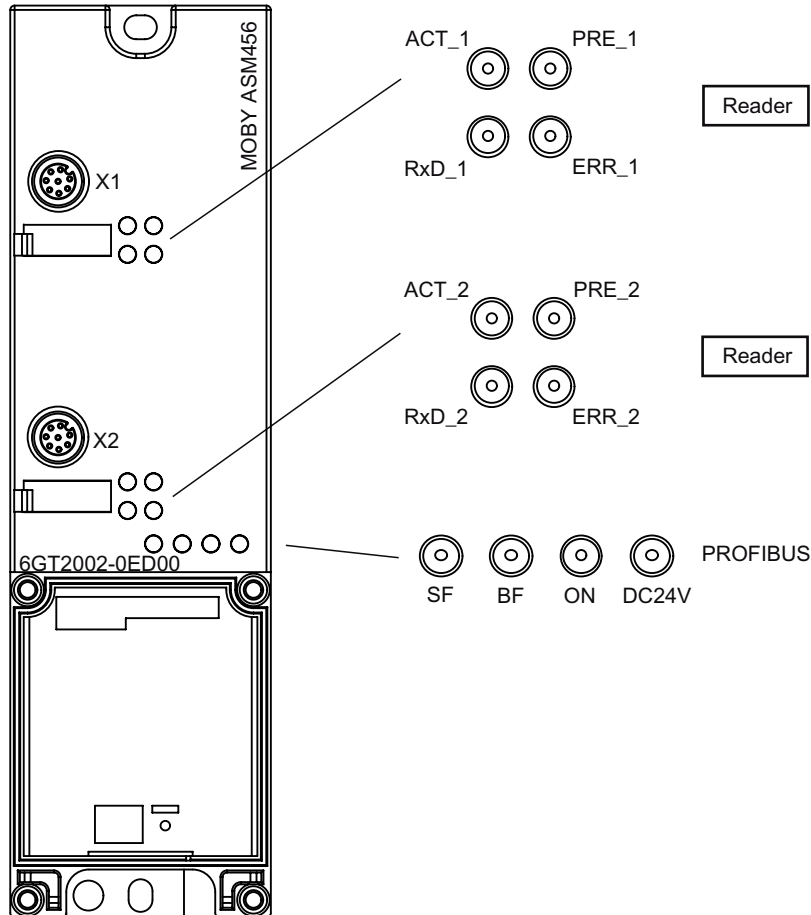 MOBY ASM456
X1
ACT_1
PRE_1
RxD_1
ERR_1
Reader
X2
ACT_2
PRE_2
RxD_2
ERR_2
Reader
6GT2002-0ED00
SF
BF
ON
DC24V
PROFIBUS